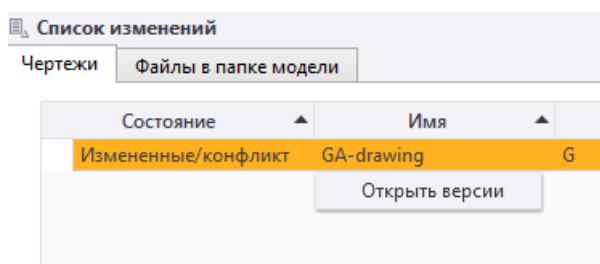 Список изменений
Чертежи Файлы в папке модели
Состояние Имя
Измененные/конфликт GA-drawing G
Открыть версии